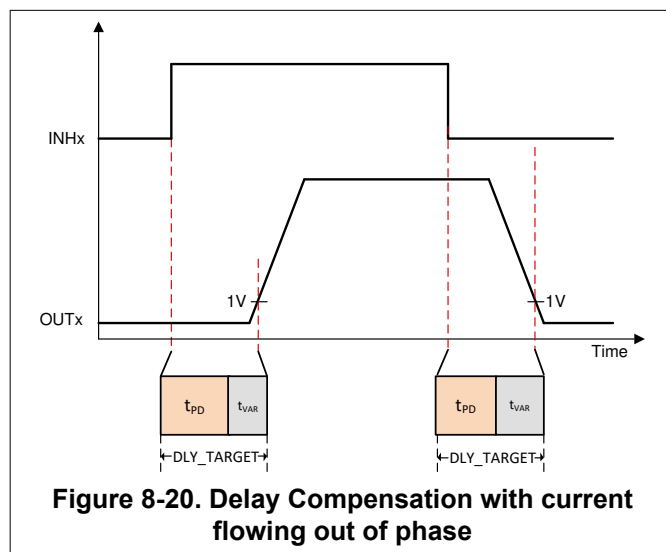 INHx
1V
1V
OUTx
Time
tPD
tVAR
tPD
tVAR
DLY_TARGET
DLY_TARGET
Figure 8-20. Delay Compensation with current
flowing out of phase